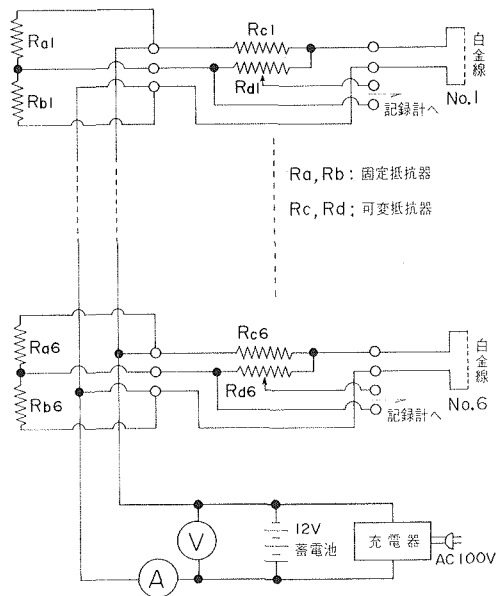 Ra1
Rb1
Rc1
Rd1
記録計へ
白金線
No.1
Ra,Rb: 固定抵抗器
Rc,Rd: 可変抵抗器
Ra6
Rb6
Rc6
Rd6
記録計へ
白金線
No.6
V
12V
蓄電池
充電器
AC100V
A